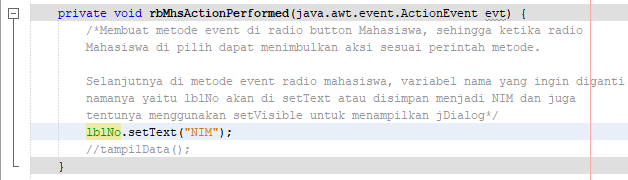 private void rbMhsActionPerformed(java.awt.event.ActionEvent evt) {
/*Membuat metode event di radio button Mahasiswa, sehingga ketika radio
Mahasiswa di pilih dapat menimbulkan aksi sesuai perintah metode.
Selanjutnya di metode event radio mahasiswa, variabel nama yang ingin diganti
namanya yaitu lblNo akan di setText atau disimpan menjadi NIM dan juga
tentunya menggunakan setVisible untuk menampilkan jDialog*/
lblNo.setText("NIM");
//tampilData();
}